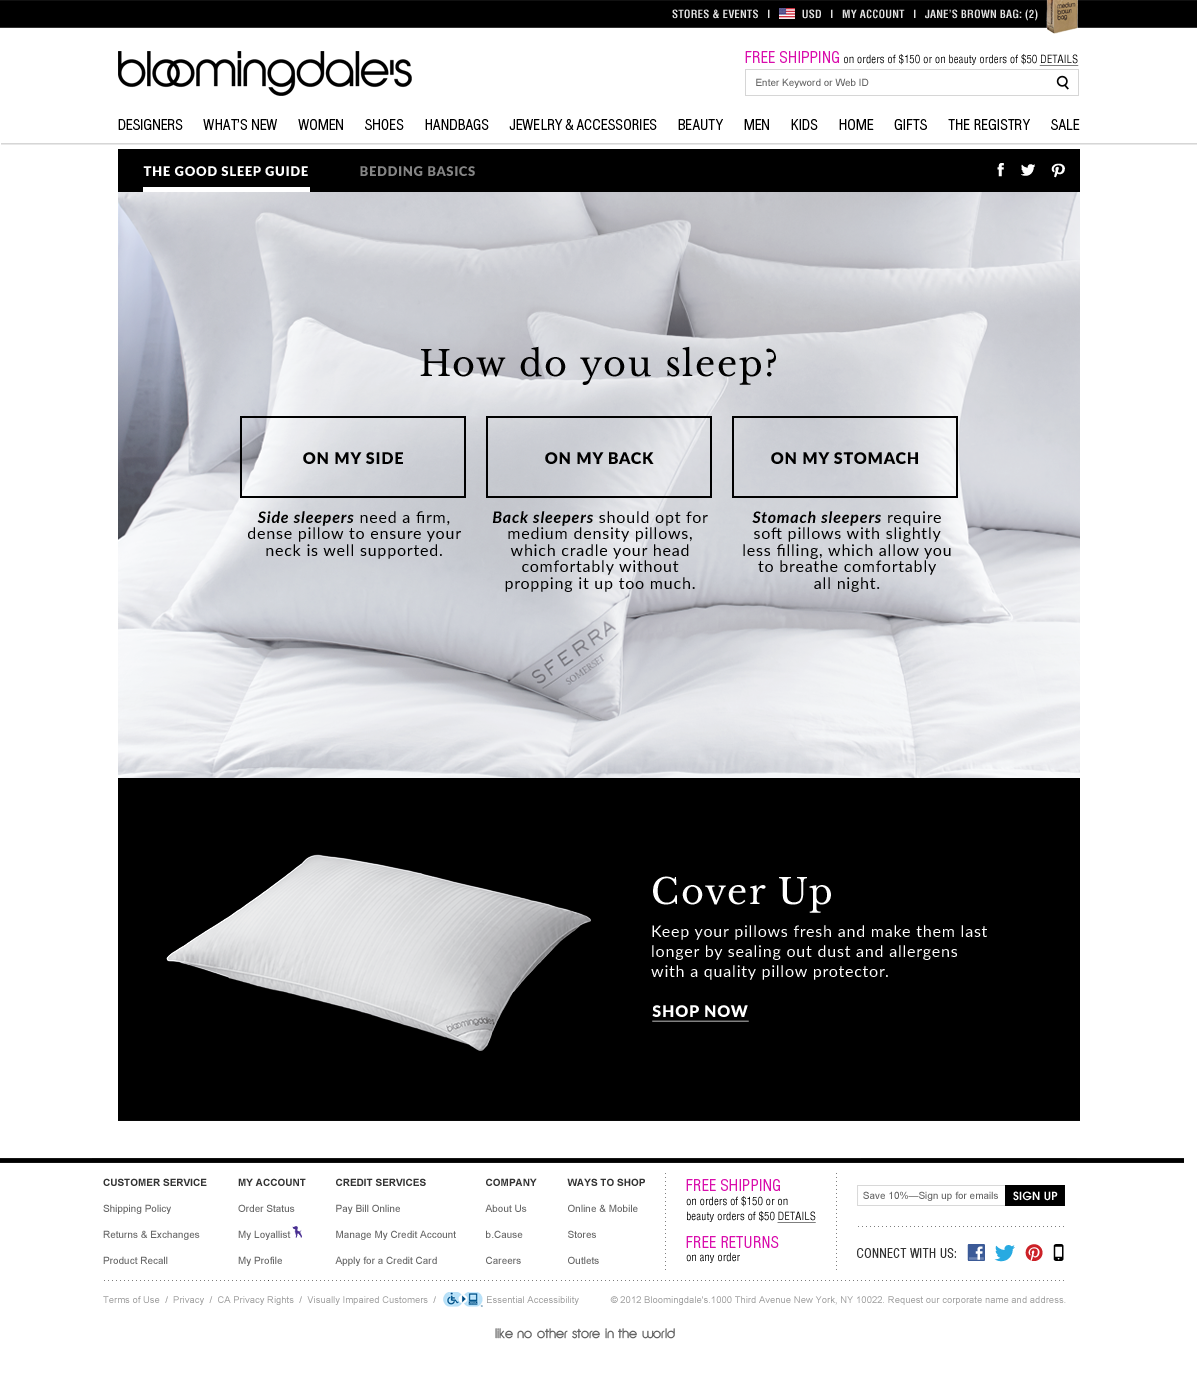 STORES & EVENTS | USD | MY ACCOUNT | JANE'S BROWN BAG: (2)
medium brown bag
bloomingdale's
FREE SHIPPING on orders of $150 or on beauty orders of $50 DETAILS
Enter Keyword or Web ID
DESIGNERS WHAT'S NEW WOMEN SHOES HANDBAGS JEWELRY & ACCESSORIES BEAUTY MEN KIDS HOME GIFTS THE REGISTRY SALE
THE GOOD SLEEP GUIDE BEDDING BASICS
How do you sleep?
ON MY SIDE
Side sleepers need a firm,
dense pillow to ensure your
neck is well supported.
ON MY BACK
Back sleepers should opt for
medium density pillows,
which cradle your head
comfortably without
propping it up too much.
ON MY STOMACH
Stomach sleepers require
soft pillows with slightly
less filling, which allow you
to breathe comfortably
all night.
SFERRA
SOMERSET
bloomingdale's
Cover Up
Keep your pillows fresh and make them last
longer by sealing out dust and allergens
with a quality pillow protector.
SHOP NOW
CUSTOMER SERVICE
Shipping Policy
Returns & Exchanges
Product Recall
MY ACCOUNT
Order Status
My Loyallist
My Profile
CREDIT SERVICES
Pay Bill Online
Manage My Credit Account
Apply for a Credit Card
COMPANY
About Us
b.Cause
Careers
WAYS TO SHOP
Online & Mobile
Stores
Outlets
FREE SHIPPING
on orders of $150 or on
beauty orders of $50 DETAILS
FREE RETURNS
on any order
Save 10%—Sign up for emails SIGN UP
CONNECT WITH US:
Terms of Use / Privacy / CA Privacy Rights / Visually Impaired Customers / Essential Accessibility
© 2012 Bloomingdale's.1000 Third Avenue New York, NY 10022. Request our corporate name and address.
like no other store in the world